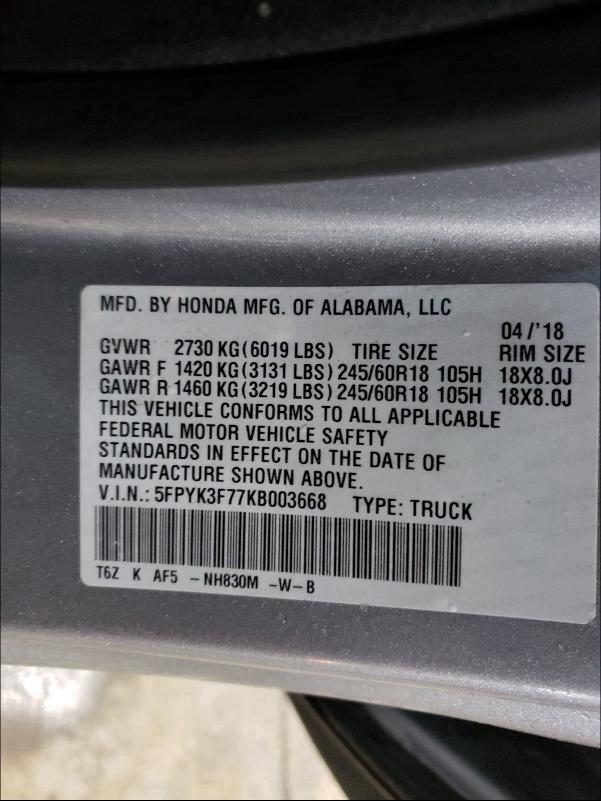 MFD. BY HONDA MFG. OF ALABAMA, LLC
04/'18
GVWR 2730 KG(6019 LBS) TIRE SIZE RIM SIZE
GAWR F 1420 KG(3131 LBS) 245/60R18 105H 18X8.0J
GAWR R 1460 KG(3219 LBS) 245/60R18 105H 18X8.0J
THIS VEHICLE CONFORMS TO ALL APPLICABLE
FEDERAL MOTOR VEHICLE SAFETY
STANDARDS IN EFFECT ON THE DATE OF
MANUFACTURE SHOWN ABOVE.
V.I.N.: 5FPYK3F77KB003668 TYPE: TRUCK
T6Z K AF5 -NH830M -W-B